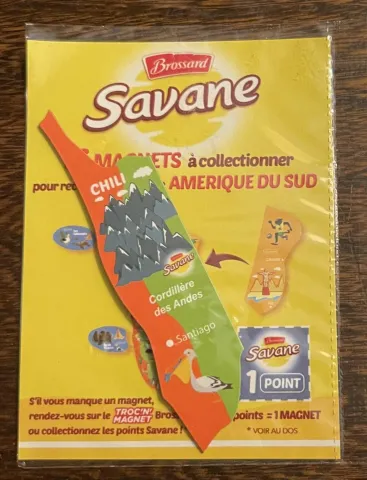 Brossard
Savane
MAGNETS à collectionner
pour AMERIQUE DU SUD
CHILI
Savane
Cordillère
des Andes
Santiago
Brossard
Savane
1 POINT
S'il vous manque un magnet,
rendez-vous sur le TROC'N' MAGNET points = 1 MAGNET
ou collectionnez les points Savane ! * VOIR AU DOS